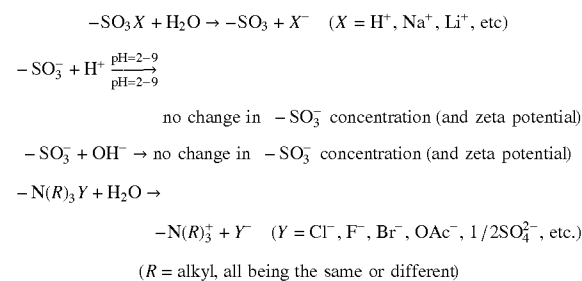 −SO₃X + H₂O → −SO₃ + X⁻ (X = H⁺, Na⁺, Li⁺, etc)
−SO₃⁻ + H⁺ pH=2−9 → pH=2−9
no change in −SO₃⁻ concentration (and zeta potential)
−SO₃⁻ + OH⁻ → no change in −SO₃⁻ concentration (and zeta potential)
−N(R)₃Y + H₂O →
−N(R)₃⁺ + Y⁻ (Y = Cl⁻, F⁻, Br⁻, OAc⁻, 1/2SO₄²⁻, etc.)
(R = alkyl, all being the same or different)